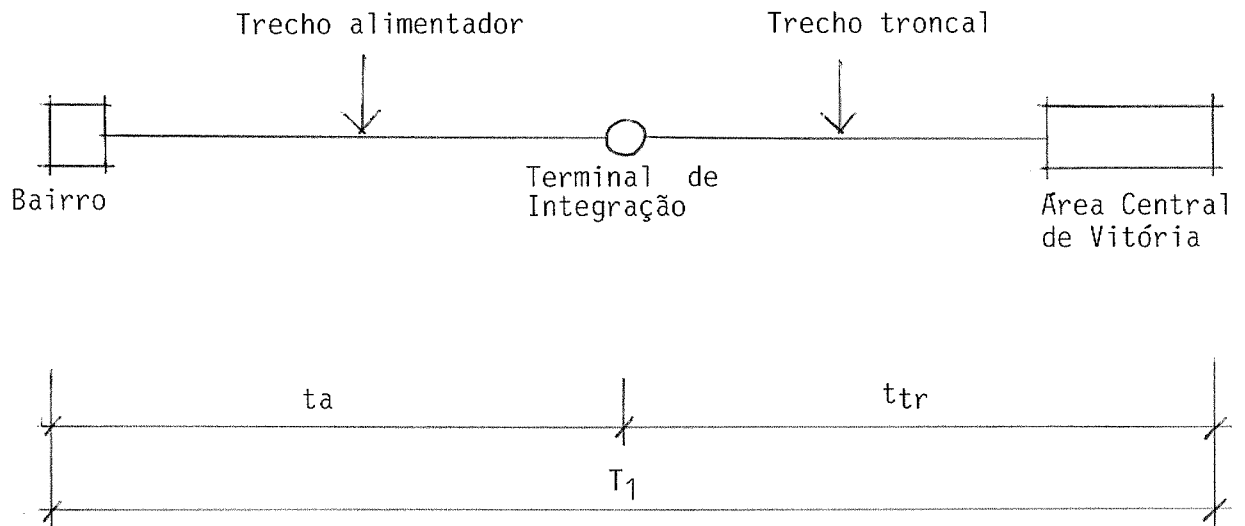 Trecho alimentador
Trecho troncal
Bairro
Terminal de
Integração
Área Central
de Vitória
ta
ttr
T1